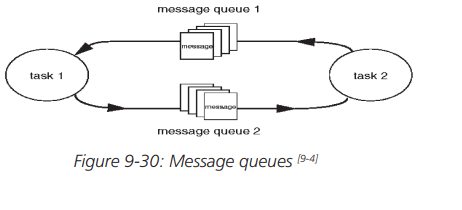 message queue 1
message
task 1
task 2
message
message queue 2
Figure 9-30: Message queues [9-4]